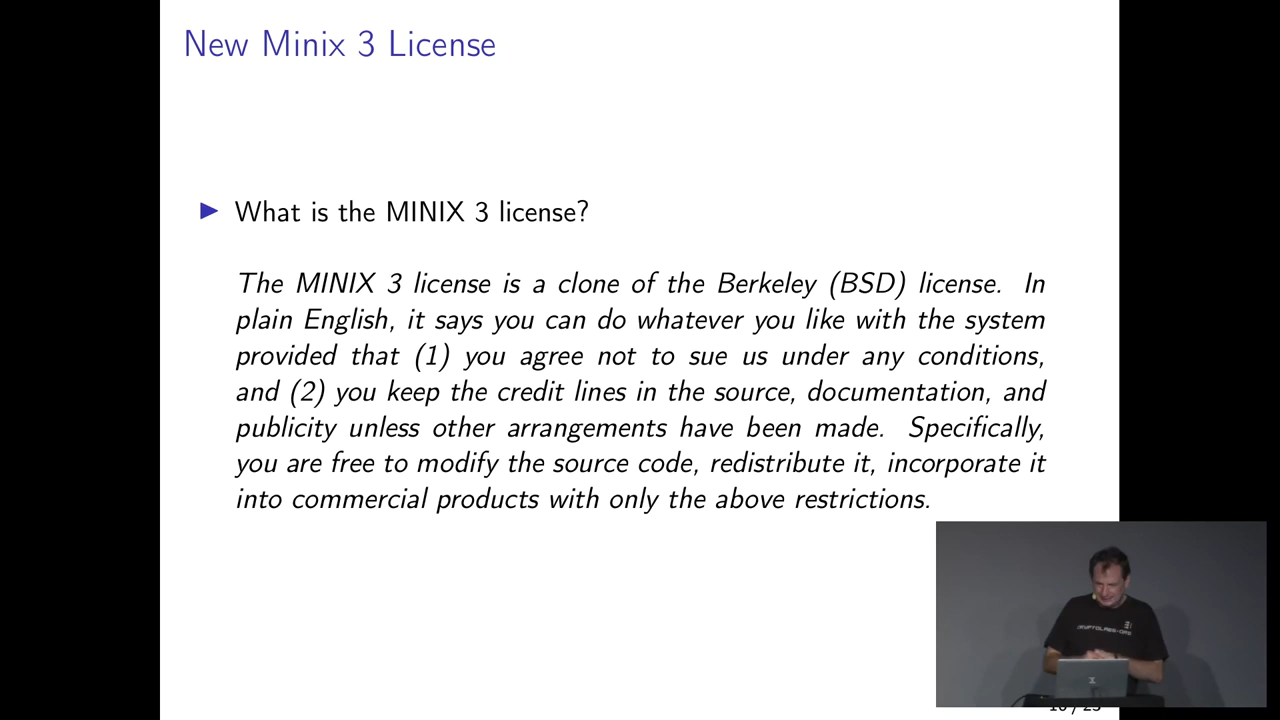 New Minix 3 License
What is the MINIX 3 license?
The MINIX 3 license is a clone of the Berkeley (BSD) license. In
plain English, it says you can do whatever you like with the system
provided that (1) you agree not to sue us under any conditions,
and (2) you keep the credit lines in the source, documentation, and
publicity unless other arrangements have been made. Specifically,
you are free to modify the source code, redistribute it, incorporate it
into commercial products with only the above restrictions.